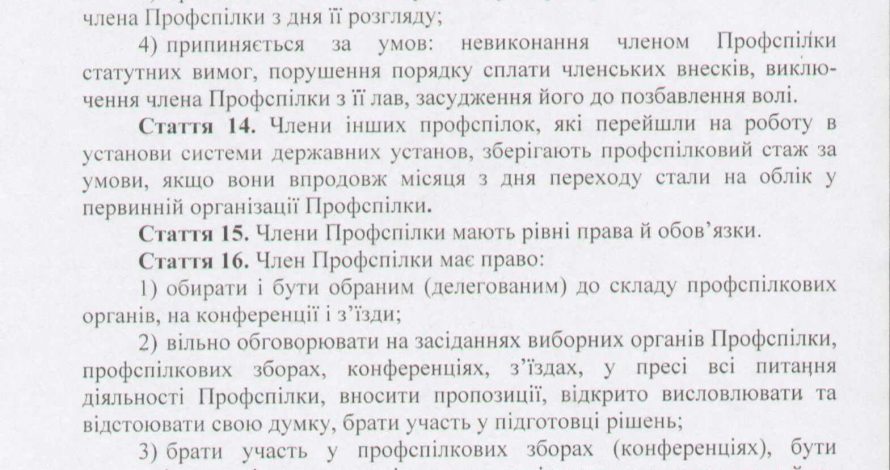 члена Профспілки з дня її розгляду;
4) припиняється за умов: невиконання членом Профспілки
статутних вимог, порушення порядку сплати членських внесків, виклю-
чення члена Профспілки з її лав, засудження його до позбавлення волі.
Стаття 14. Члени інших профспілок, які перейшли на роботу в
установи системи державних установ, зберігають профспілковий стаж за
умови, якщо вони впродовж місяця з дня переходу стали на облік у
первинній організації Профспілки.
Стаття 15. Члени Профспілки мають рівні права й обов’язки.
Стаття 16. Член Профспілки має право:
1) обирати і бути обраним (делегованим) до складу профспілкових
органів, на конференції і з’їзди;
2) вільно обговорювати на засіданнях виборних органів Профспілки,
профспілкових зборах, конференціях, з’їздах, у пресі всі питання
діяльності Профспілки, вносити пропозиції, відкрито висловлювати та
відстоювати свою думку, брати участь у підготовці рішень;
3) брати участь у профспілкових зборах (конференціях), бути